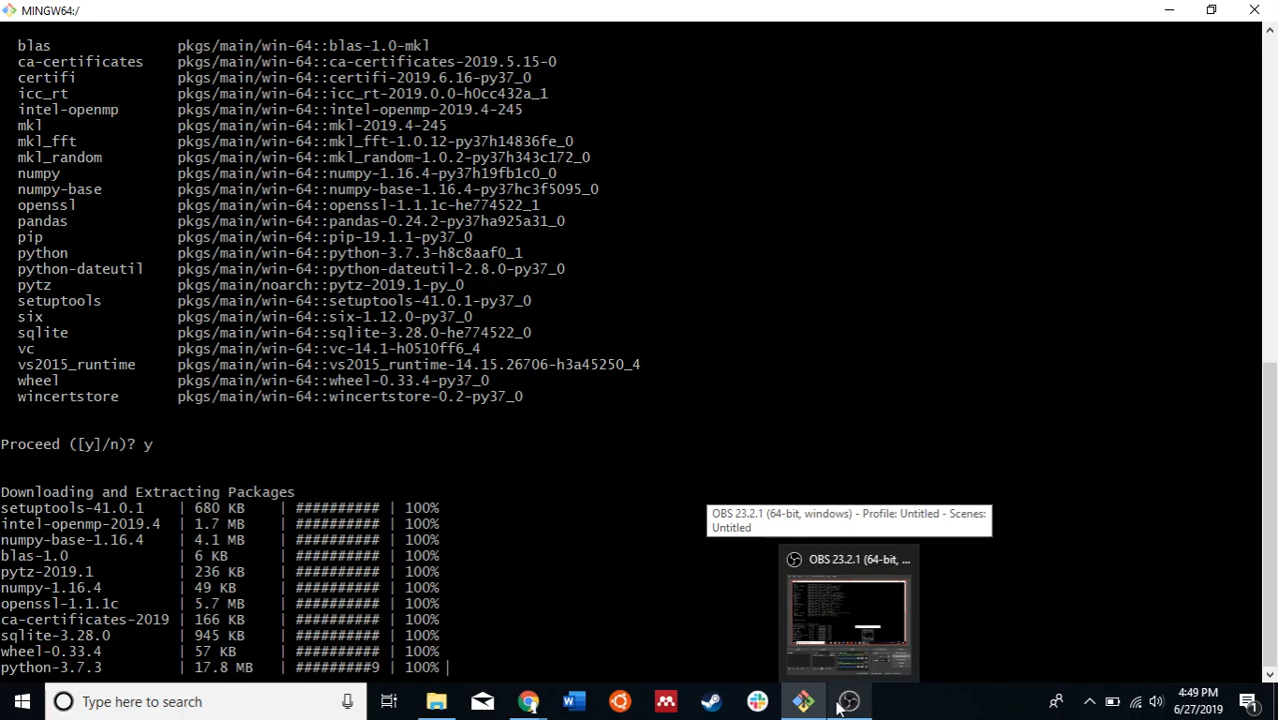 MINGW64:/
blas pkgs/main/win-64::blas-1.0-mkl
ca-certificates pkgs/main/win-64::ca-certificates-2019.5.15-0
certifi pkgs/main/win-64::certifi-2019.6.16-py37_0
icc_rt pkgs/main/win-64::icc_rt-2019.0.0-h0cc432a_1
intel-openmp pkgs/main/win-64::intel-openmp-2019.4-245
mkl pkgs/main/win-64::mkl-2019.4-245
mkl_fft pkgs/main/win-64::mkl_fft-1.0.12-py37h14836fe_0
mkl_random pkgs/main/win-64::mkl_random-1.0.2-py37h343c172_0
numpy pkgs/main/win-64::numpy-1.16.4-py37h19fb1c0_0
numpy-base pkgs/main/win-64::numpy-base-1.16.4-py37hc3f5095_0
openssl pkgs/main/win-64::openssl-1.1.1c-he774522_1
pandas pkgs/main/win-64::pandas-0.24.2-py37ha925a31_0
pip pkgs/main/win-64::pip-19.1.1-py37_0
python pkgs/main/win-64::python-3.7.3-h8c8aaf0_1
python-dateutil pkgs/main/win-64::python-dateutil-2.8.0-py37_0
pytz pkgs/main/noarch::pytz-2019.1-py_0
setuptools pkgs/main/win-64::setuptools-41.0.1-py37_0
six pkgs/main/win-64::six-1.12.0-py37_0
sqlite pkgs/main/win-64::sqlite-3.28.0-he774522_0
vc pkgs/main/win-64::vc-14.1-h0510ff6_4
vs2015_runtime pkgs/main/win-64::vs2015_runtime-14.15.26706-h3a45250_4
wheel pkgs/main/win-64::wheel-0.33.4-py37_0
wincertstore pkgs/main/win-64::wincertstore-0.2-py37_0
Proceed ([y]/n)? y
Downloading and Extracting Packages
setuptools-41.0.1 | 680 KB | ########## | 100%
intel-openmp-2019.4 | 1.7 MB | ########## | 100%
numpy-base-1.16.4 | 4.1 MB | ########## | 100%
blas-1.0 | 6 KB | ########## | 100%
pytz-2019.1 | 236 KB | ########## | 100%
numpy-1.16.4 | 49 KB | ########## | 100%
openssl-1.1.1c | 5.7 MB | ########## | 100%
ca-certificates-2019 | 166 KB | ########## | 100%
sqlite-3.28.0 | 945 KB | ########## | 100%
wheel-0.33.4 | 57 KB | ########## | 100%
python-3.7.3 | 17.8 MB | #########9 | 100%
OBS 23.2.1 (64-bit, windows) - Profile: Untitled - Scenes:
Untitled
OBS 23.2.1 (64-bit, ...
Type here to search
4:49 PM
6/27/2019
1